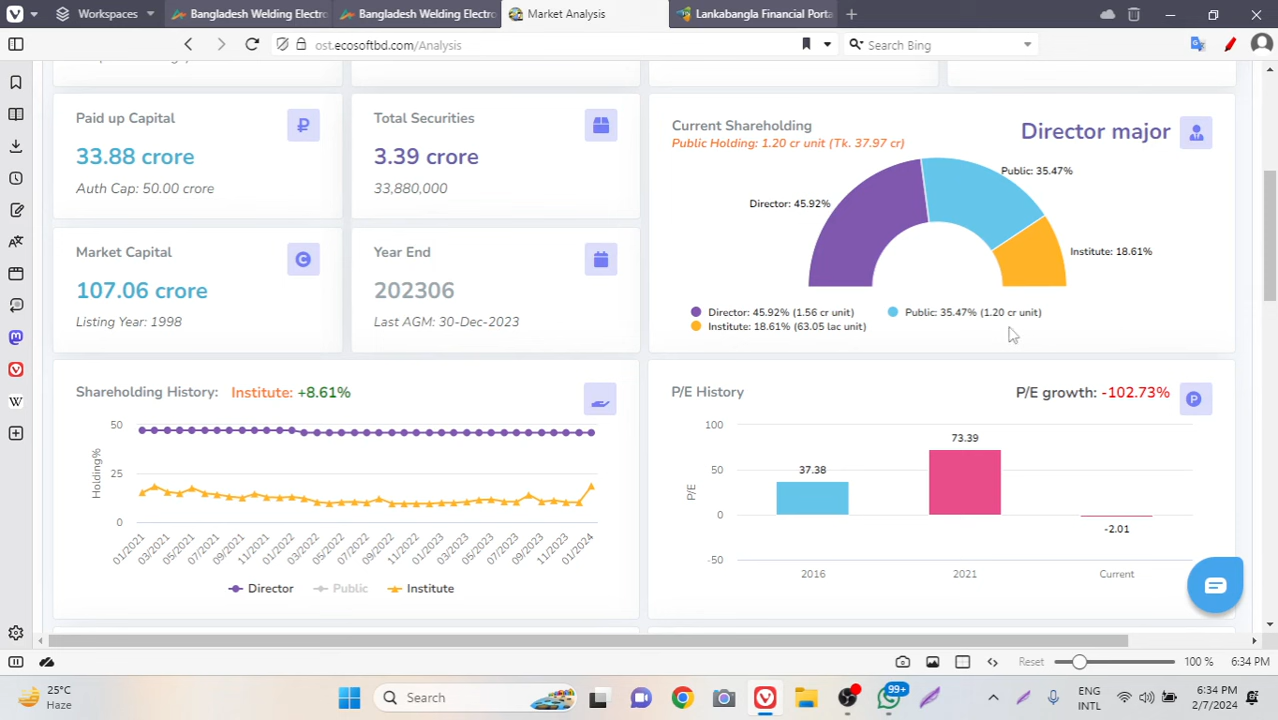 Workspaces
Bangladesh Welding Electro
Bangladesh Welding Electro
Market Analysis
Lankabangla Financial Porta
ost.ecosoftbd.com/Analysis
Search Bing
Paid up Capital
33.88 crore
Auth Cap: 50.00 crore
Total Securities
3.39 crore
33,880,000
Current Shareholding
Public Holding: 1.20 cr unit (Tk. 37.97 cr)
Director major
Public: 35.47%
Director: 45.92%
Institute: 18.61%
Director: 45.92% (1.56 cr unit)
Public: 35.47% (1.20 cr unit)
Institute: 18.61% (63.05 lac unit)
Market Capital
107.06 crore
Listing Year: 1998
Year End
202306
Last AGM: 30-Dec-2023
Shareholding History: Institute: +8.61%
50
25
0
Holding%
01/2021
03/2021
05/2021
07/2021
09/2021
11/2021
01/2022
03/2022
05/2022
07/2022
09/2022
11/2022
01/2023
03/2023
05/2023
07/2023
09/2023
11/2023
01/2024
Director
Public
Institute
P/E History
P/E growth: -102.73%
100
50
0
-50
P/E
37.38
73.39
-2.01
2016
2021
Current
Reset
100 %
6:34 PM
25°C
Haze
Search
99+
ENG
INTL
6:34 PM
2/7/2024